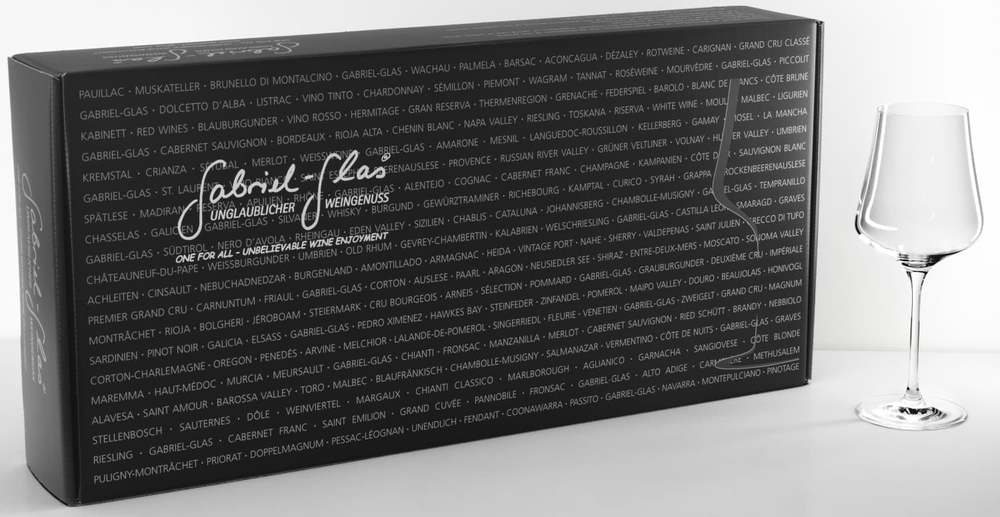 PAUILLAC · MUSKATELLER · BRUNELLO DI MONTALCINO · GABRIEL-GLAS · WACHAU · PALMELA · BARSAC · ACONCAGUA · DÉZALEY · ROTWEINE · CARIGNAN · GRAND CRU CLASSÉ
GABRIEL-GLAS · DOLCETTO D'ALBA · LISTRAC · VINO TINTO · CHARDONNAY · SÉMILLON · PIEMONT · WAGRAM · TANNAT · ROSÉWEINE · MOURVÈDRE · GABRIEL-GLAS · PICCOLIT
KABINETT · RED WINES · BLAUBURGUNDER · VINO ROSSO · HERMITAGE · GRAN RESERVA · THERMENREGION · GRENACHE · FEDERSPIEL · BAROLO · BLANC DE · CÔTE BRUNE
GABRIEL-GLAS · CABERNET SAUVIGNON · BORDEAUX · RIOJA ALTA · CHENIN BLANC · NAPA VALLEY · RIESLING · TOSKANA · RISERVA · WHITE WINE · MALBEC · LIGURIEN
KREMSTAL · CRIANZA · MERLOT · GABRIEL-GLAS · AMARONE · MESNIL · LANGUEDOC-ROUSSILLON · KELLERBERG · GAMAY · MOSEL · LA MANCHA
GABRIEL-GLAS · ST. LAURENT · PROVENCE · RUSSIAN RIVER VALLEY · GRÜNER VELTLINER · VOLNAY · HUNTER VALLEY · UMBRIEN
SPÄTLESE · MADIRAN · RESERVA · APULIEN · RHÔNE · GABRIEL-GLAS · ALENTEJO · COGNAC · CABERNET FRANC · CHAMPAGNE · KAMPANIEN · SAUVIGNON BLANC
Gabriel-Glas®
UNGLAUBLICHER WEINGENUSS
ONE FOR ALL - UNBELIEVABLE WINE ENJOYMENT
CHASSELAS · GALICIEN · GABRIEL-GLAS · SILVANER · WHISKY · BURGUND · GEWÜRZTRAMINER · RICHEBOURG · KAMPTAL · CURICO · SYRAH · GRAPPA · TROCKENBEERENAUSLESE
GABRIEL-GLAS · SÜDTIROL · NERO D'AVOLA · RHEINGAU · EDEN VALLEY · SIZILIEN · CHABLIS · CATALUNA · JOHANNISBERG · CHAMBOLLE-MUSIGNY · GABRIEL-GLAS · TEMPRANILLO
CHÂTEAUNEUF-DU-PAPE · WEISSBURGUNDER · UMBRIEN · OLD RHUM · GEVREY-CHAMBERTIN · KALABRIEN · WELSCHRIESLING · GABRIEL-GLAS · CASTILLA LEON · SMARAGD · GRAVES
ACHLEITEN · CINSAULT · NEBUCHADNEDZAR · BURGENLAND · AMONTILLADO · ARMAGNAC · HEIDA · VINTAGE PORT · NAHE · SHERRY · VALDEPENAS · SAINT JULIEN · GRECCO DI TUFO
PREMIER GRAND CRU · CARNUNTUM · FRIAUL · GABRIEL-GLAS · CORTON · AUSLESE · PAARL · ARAGON · NEUSIEDLER SEE · SHIRAZ · ENTRE-DEUX-MERS · MOSCATO · SONOMA VALLEY
MONTRÂCHET · RIOJA · BOLGHERI · JÉROBOAM · STEIERMARK · CRU BOURGEOIS · ARNEIS · SÉLECTION · POMMARD · GABRIEL-GLAS · GRAUBURGUNDER · DEUXIÈME CRU · IMPÉRIALE
SARDINIEN · PINOT NOIR · GALICIA · ELSASS · GABRIEL-GLAS · PEDRO XIMENEZ · HAWKES BAY · STEINFEDER · ZINFANDEL · POMEROL · MAIPO VALLEY · DOURO · BEAUJOLAIS · HONIVOGL
CORTON-CHARLEMAGNE · OREGON · PENEDÉS · ARVINE · MELCHIOR · LALANDE-DE-POMEROL · SINGERRIEDL · FLEURIE · VENETIEN · GABRIEL-GLAS · ZWEIGELT · GRAND CRU · MAGNUM
MAREMMA · HAUT-MÉDOC · MURCIA · MEURSAULT · GABRIEL-GLAS · CHIANTI · FRONSAC · MANZANILLA · MERLOT · CABERNET SAUVIGNON · RIED SCHÜTT · BRANDY · NEBBIOLO
ALAVESA · SAINT AMOUR · BAROSSA VALLEY · TORO · MALBEC · BLAUFRÄNKISCH · CHAMBOLLE-MUSIGNY · SALMANAZAR · VERMENTINO · CÔTE DE NUITS · GABRIEL-GLAS · GRAVES
STELLENBOSCH · SAUTERNES · DÔLE · WEINVIERTEL · MARGAUX · CHIANTI CLASSICO · MARLBOROUGH · AGLIANICO · GARNACHA · SANGIOVESE · CÔTE BLONDE
RIESLING · GABRIEL-GLAS · CABERNET FRANC · SAINT EMILION · GRAND CUVÉE · PANNOBILE · FRONSAC · GABRIEL-GLAS · ALTO ADIGE · METHUSALEM
PULIGNY-MONTRÂCHET · PRIORAT · DOPPELMAGNUM · PESSAC-LÉOGNAN · UNENDLICH · FENDANT · COONAWARRA · PASSITO · GABRIEL-GLAS · NAVARRA · MONTEPULCIANO · PINOTAGE
Gabriel-Glas